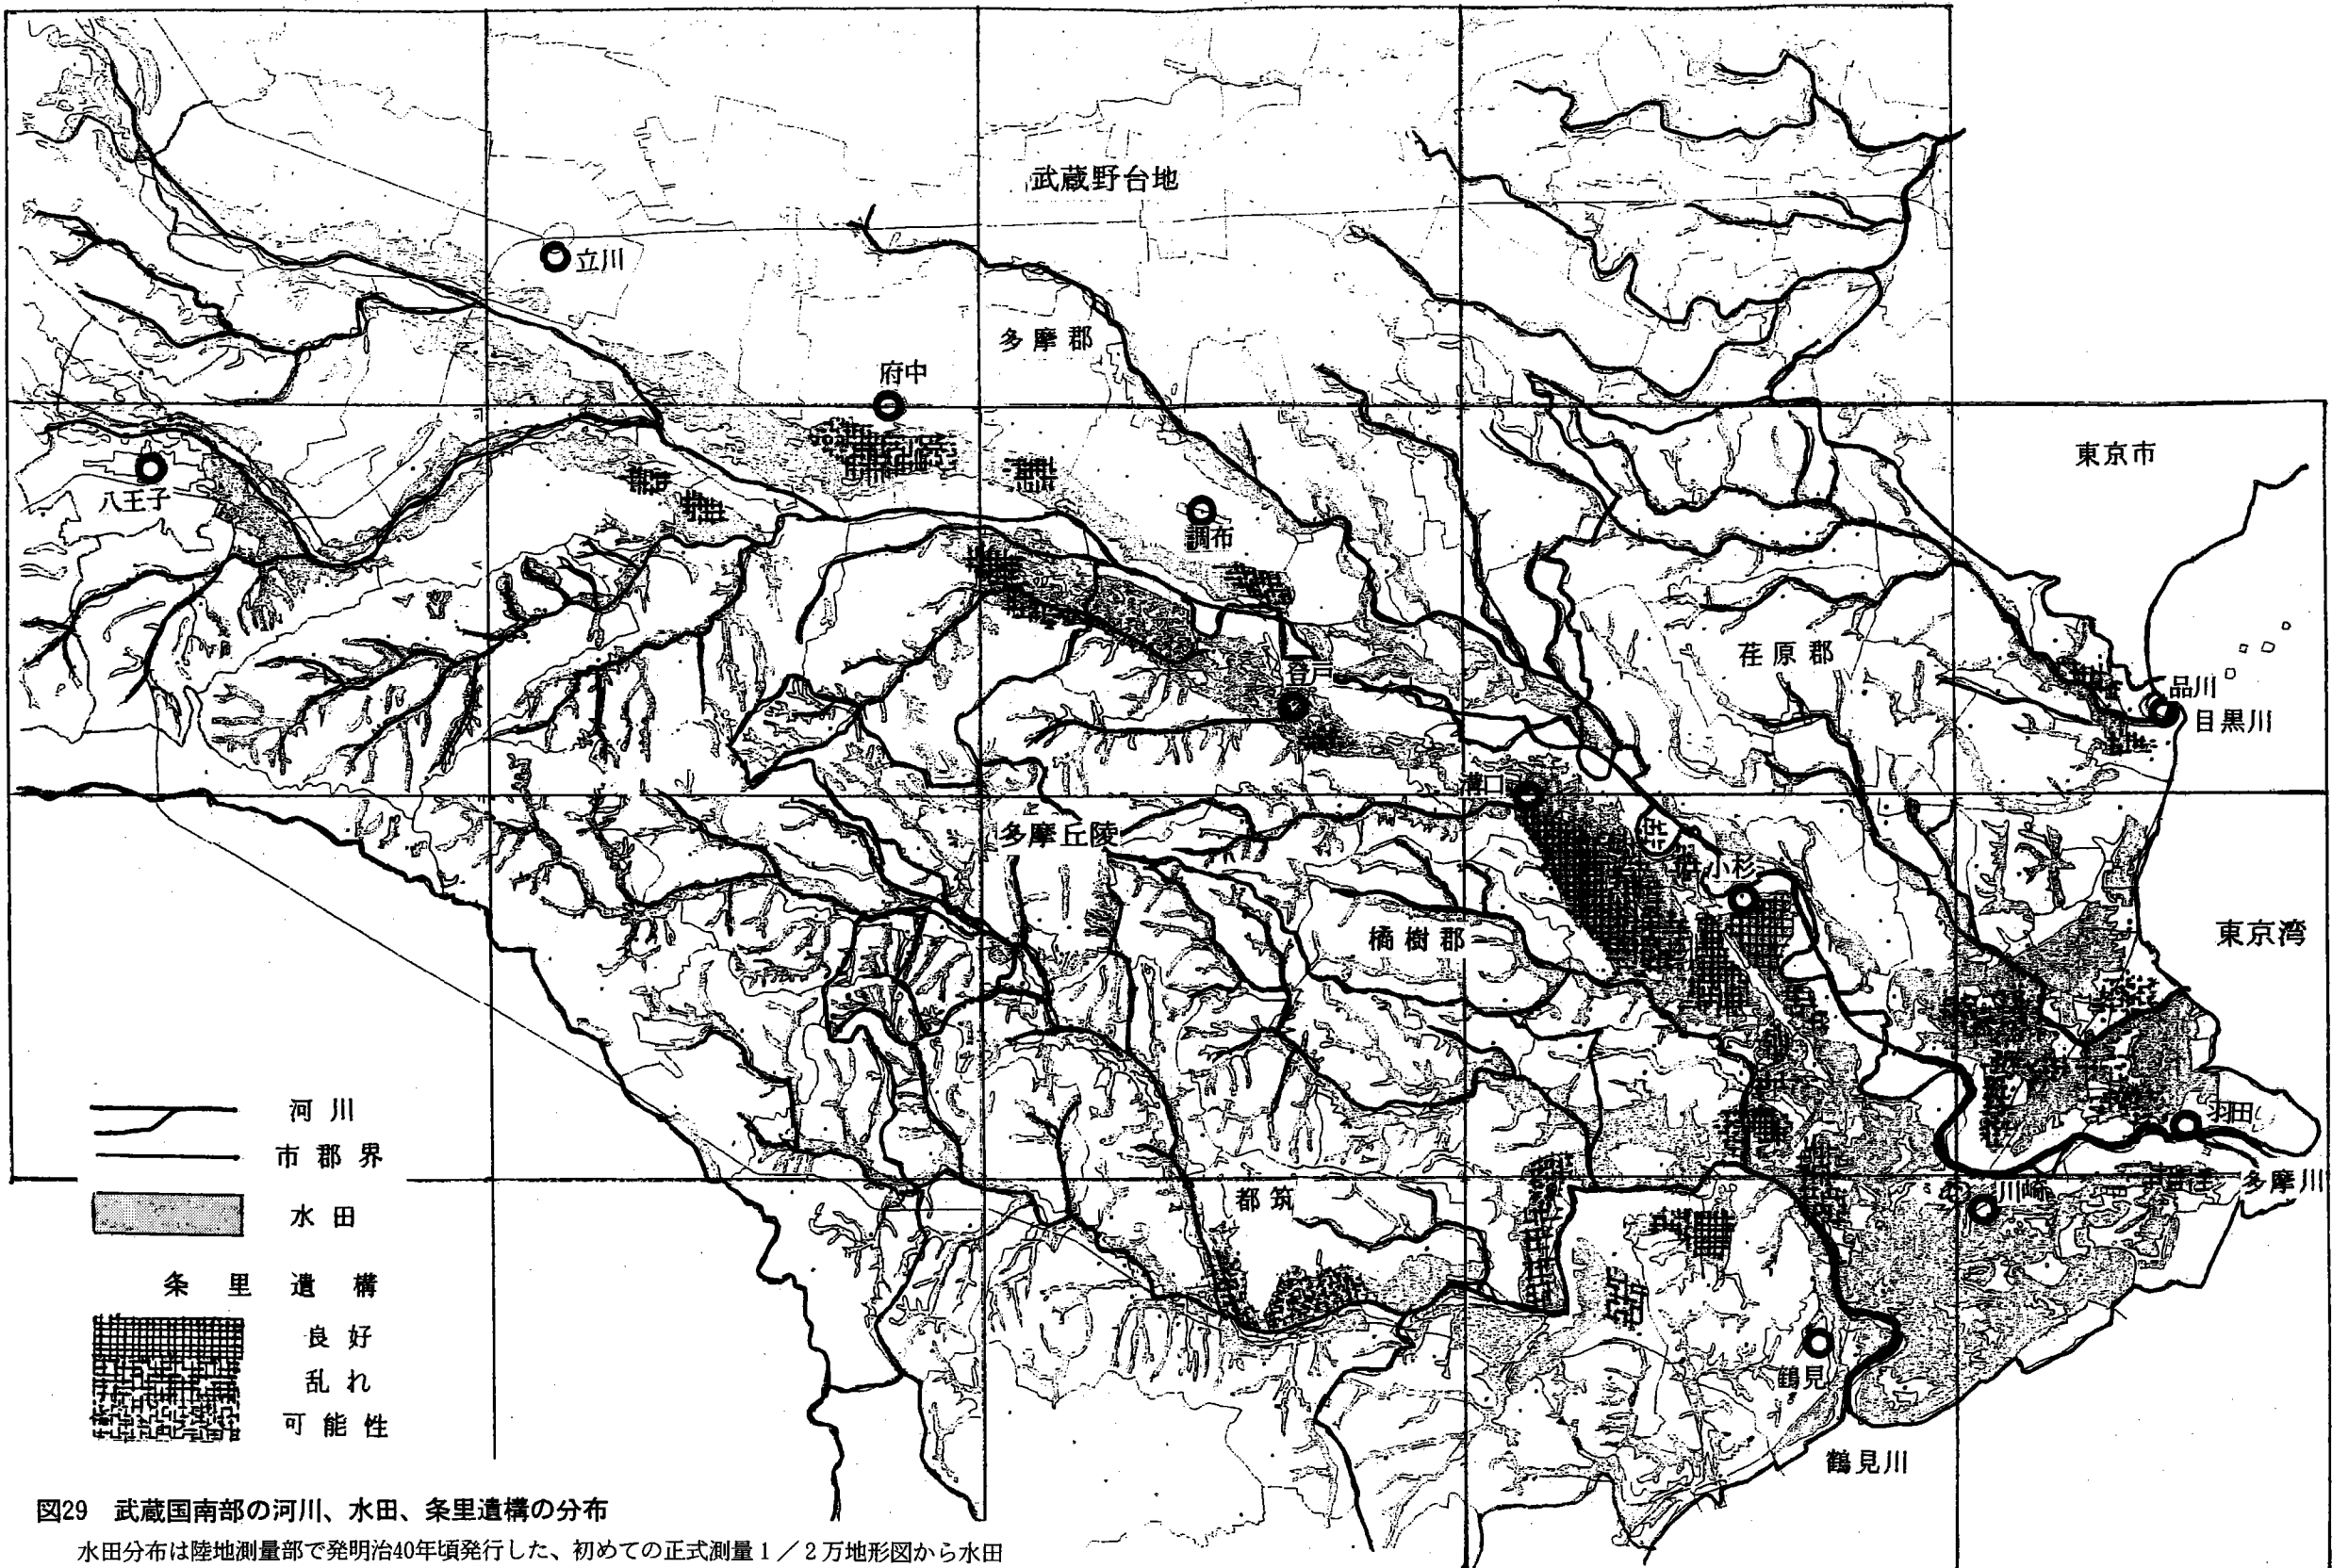 武蔵野台地
立川
多摩郡
府中
東京市
八王子
調布
荏原郡
登戸
品川
目黒川
溝口
多摩丘陵
小杉
橘樹郡
東京湾
羽田
都筑
川崎
多摩川
鶴見
鶴見川
河川
市郡界
水田
条里遺構
良好
乱れ
可能性
図29 武蔵国南部の河川、水田、条里遺構の分布
水田分布は陸地測量部で発明治40年頃発行した、初めての正式測量1/2万地形図から水田